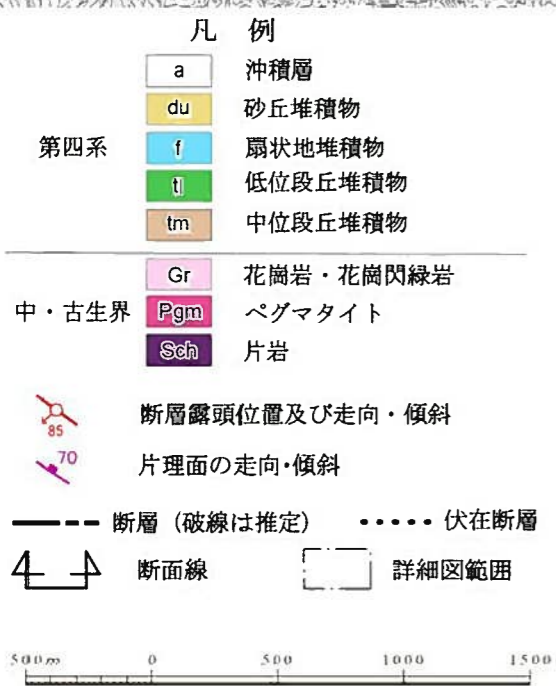 凡 例
a 沖積層
du 砂丘堆積物
第四系 f 扇状地堆積物
tl 低位段丘堆積物
tm 中位段丘堆積物
Gr 花崗岩・花崗閃緑岩
中・古生界 Pgm ペグマタイト
Sch 片岩
85 断層露頭位置及び走向・傾斜
70 片理面の走向・傾斜
断層（破線は推定） 伏在断層
断面線 詳細図範囲
500m 0 500 1000 1500